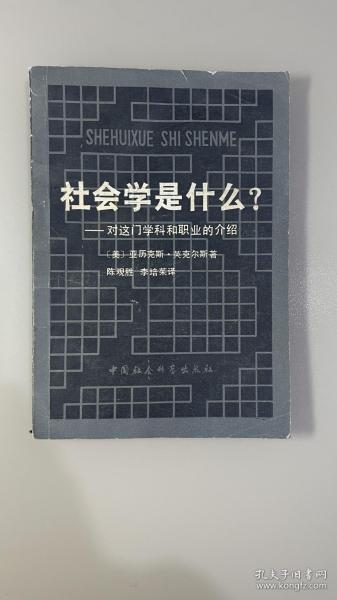 SHEHUIXUE SHI SHENME
社会学是什么?
——对这门学科和职业的介绍
〔美〕亚历克斯·英克尔斯著
陈观胜 李培茱译
中国社会科学出版社
孔夫子旧书网